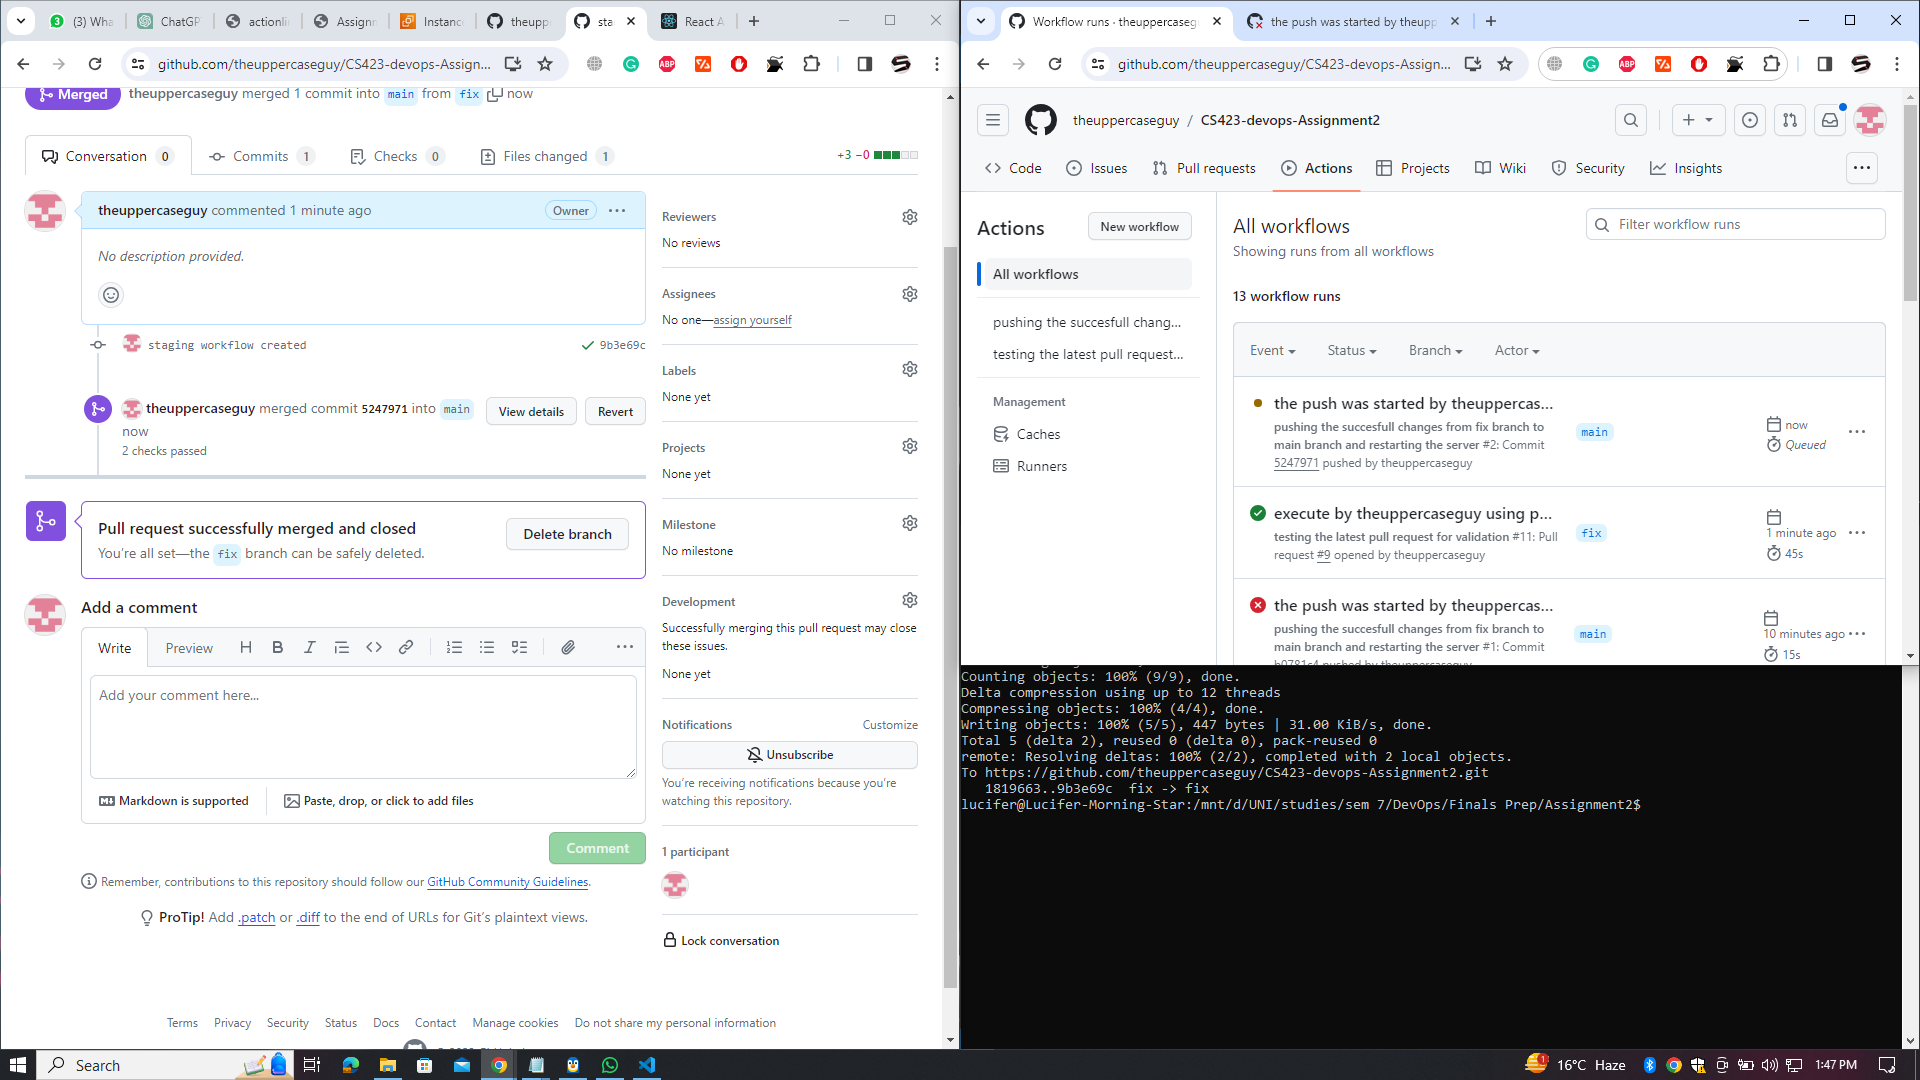 (3) Wha
ChatGP
actionli
Assignm
Instanc
theupp
sta
React A
github.com/theuppercaseguy/CS423-devops-Assign...
Merged
theuppercaseguy merged 1 commit into main from fix now
Conversation 0
Commits 1
Checks 0
Files changed 1
+3 −0
theuppercaseguy commented 1 minute ago
Owner
No description provided.
staging workflow created
9b3e69c
theuppercaseguy merged commit 5247971 into main
now
2 checks passed
View details
Revert
Pull request successfully merged and closed
You're all set—the fix branch can be safely deleted.
Delete branch
Add a comment
Write
Preview
Add your comment here...
Markdown is supported
Paste, drop, or click to add files
Comment
Remember, contributions to this repository should follow our GitHub Community Guidelines.
ProTip! Add .patch or .diff to the end of URLs for Git's plaintext views.
Reviewers
No reviews
Assignees
No one—assign yourself
Labels
None yet
Projects
None yet
Milestone
No milestone
Development
Successfully merging this pull request may close
these issues.
None yet
Notifications
Customize
Unsubscribe
You're receiving notifications because you're
watching this repository.
1 participant
Lock conversation
Terms
Privacy
Security
Status
Docs
Contact
Manage cookies
Do not share my personal information
Workflow runs · theuppercaseg
the push was started by theupp
github.com/theuppercaseguy/CS423-devops-Assign...
theuppercaseguy / CS423-devops-Assignment2
Code
Issues
Pull requests
Actions
Projects
Wiki
Security
Insights
Actions
New workflow
All workflows
pushing the succesfull chang...
testing the latest pull request...
Management
Caches
Runners
All workflows
Showing runs from all workflows
Filter workflow runs
13 workflow runs
Event
Status
Branch
Actor
the push was started by theuppercas...
pushing the succesfull changes from fix branch to
main branch and restarting the server #2: Commit
5247971 pushed by theuppercaseguy
main
now
Queued
execute by theuppercaseguy using p...
testing the latest pull request for validation #11: Pull
request #9 opened by theuppercaseguy
fix
1 minute ago
45s
the push was started by theuppercas...
pushing the succesfull changes from fix branch to
main branch and restarting the server #1: Commit
b0781c4 pushed by theuppercaseguy
main
10 minutes ago
15s
Counting objects: 100% (9/9), done.
Delta compression using up to 12 threads
Compressing objects: 100% (4/4), done.
Writing objects: 100% (5/5), 447 bytes | 31.00 KiB/s, done.
Total 5 (delta 2), reused 0 (delta 0), pack-reused 0
remote: Resolving deltas: 100% (2/2), completed with 2 local objects.
To https://github.com/theuppercaseguy/CS423-devops-Assignment2.git
1819663..9b3e69c fix -> fix
lucifer@Lucifer-Morning-Star:/mnt/d/UNI/studies/sem 7/DevOps/Finals Prep/Assignment2$
Search
16°C Haze
1:47 PM